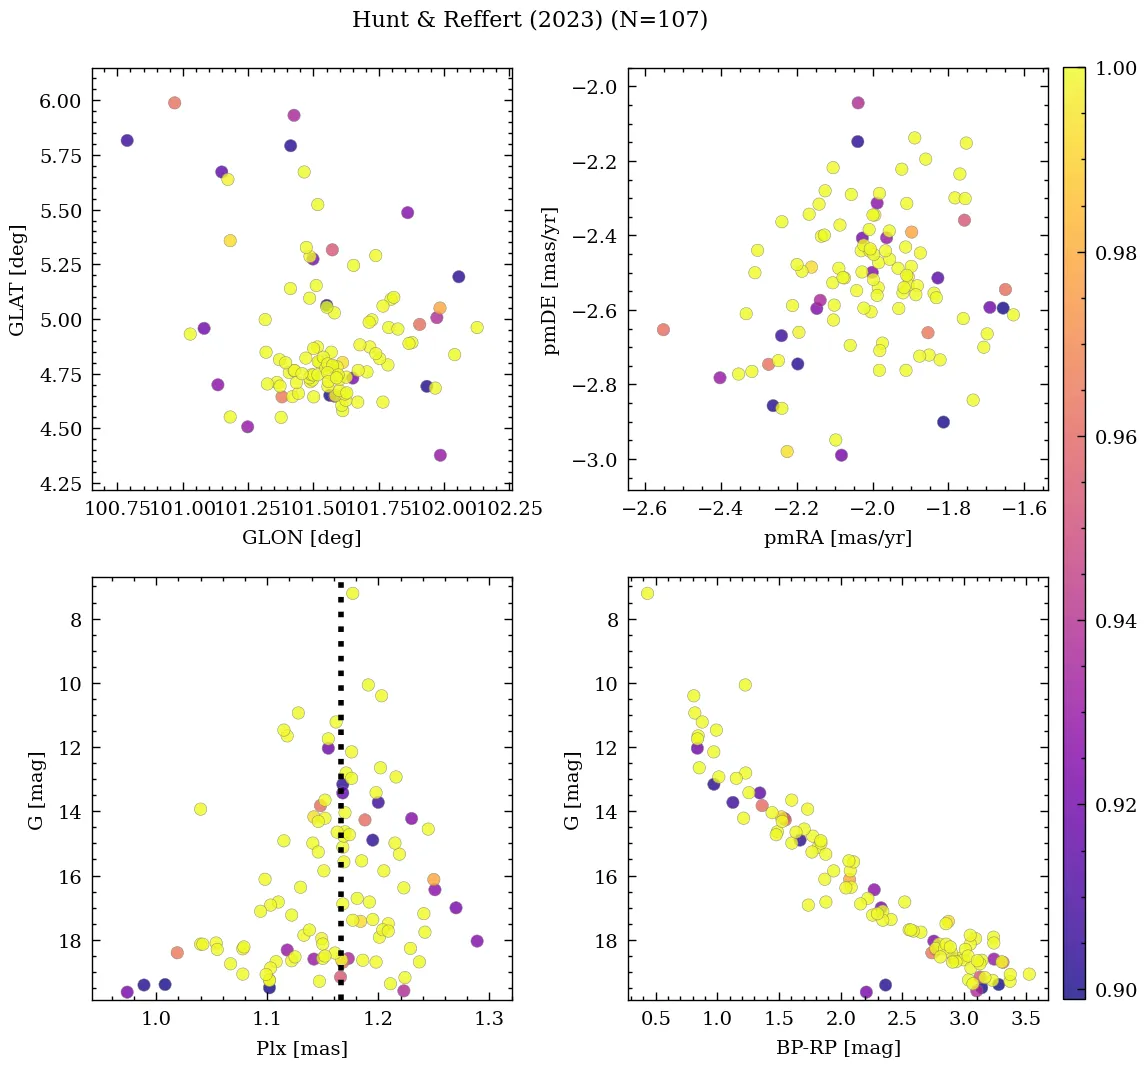 Hunt & Reffert (2023) (N=107)
6.00
5.75
5.50
5.25
5.00
4.75
4.50
4.25
GLAT [deg]
100.75 101.00 101.25 101.50 101.75 102.00 102.25
GLON [deg]
−2.0
−2.2
−2.4
−2.6
−2.8
−3.0
pmDE [mas/yr]
−2.6 −2.4 −2.2 −2.0 −1.8 −1.6
pmRA [mas/yr]
8
10
12
14
16
18
G [mag]
1.0 1.1 1.2 1.3
Plx [mas]
8
10
12
14
16
18
G [mag]
0.5 1.0 1.5 2.0 2.5 3.0 3.5
BP-RP [mag]
1.00
0.98
0.96
0.94
0.92
0.90